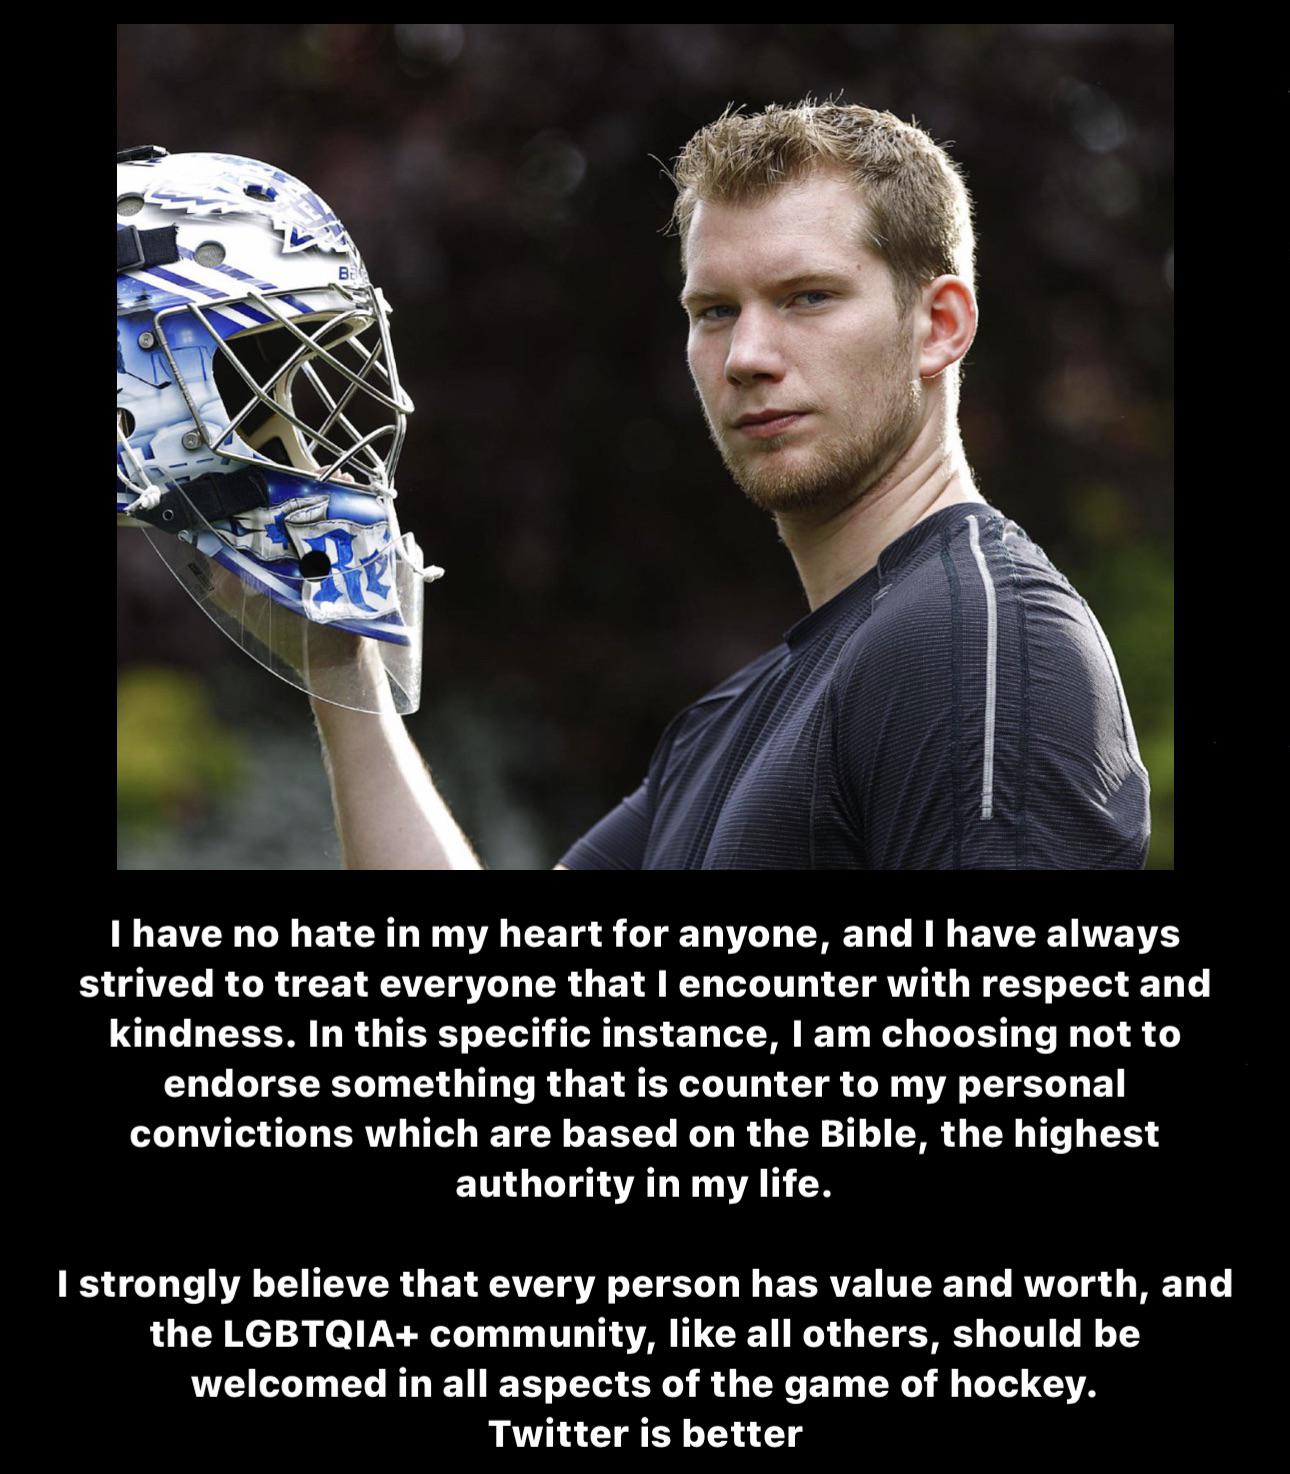 Re
I have no hate in my heart for anyone, and I have always
strived to treat everyone that I encounter with respect and
kindness. In this specific instance, I am choosing not to
endorse something that is counter to my personal
convictions which are based on the Bible, the highest
authority in my life.
I strongly believe that every person has value and worth, and
the LGBTQIA+ community, like all others, should be
welcomed in all aspects of the game of hockey.
Twitter is better